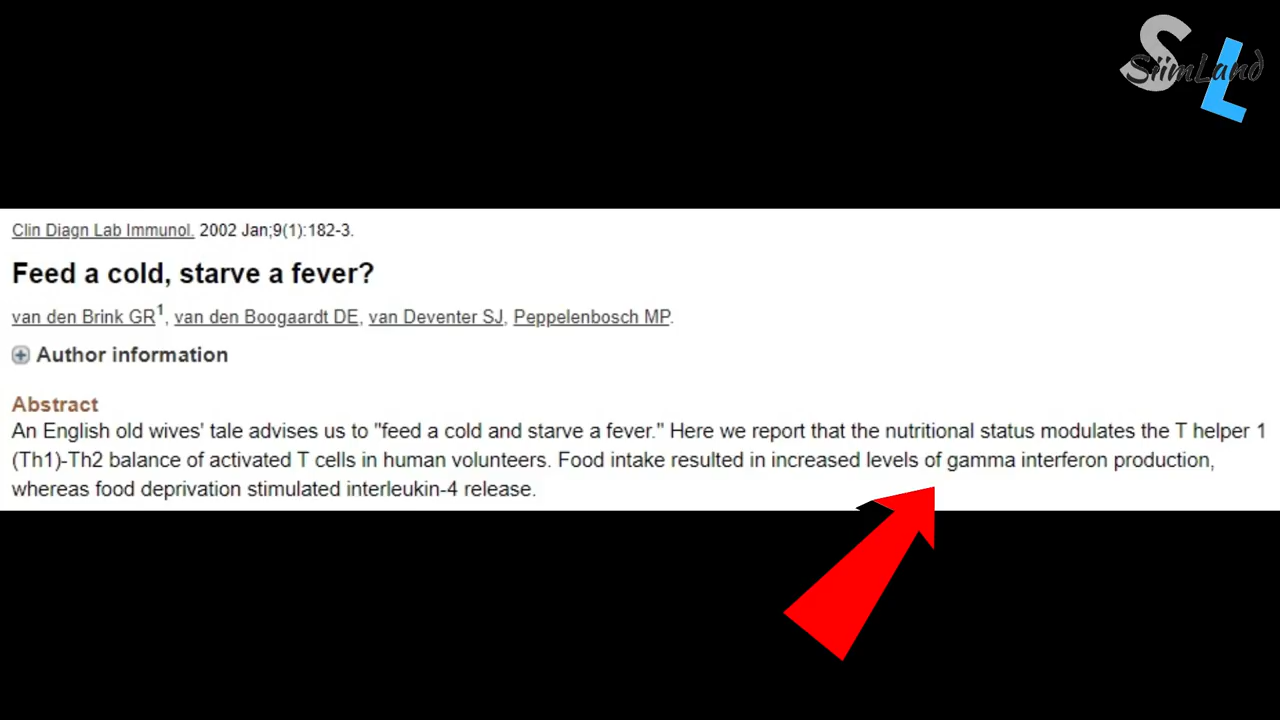 S L
SiimLand
Clin Diagn Lab Immunol. 2002 Jan;9(1):182-3.
Feed a cold, starve a fever?
van den Brink GR1, van den Boogaardt DE, van Deventer SJ, Peppelenbosch MP.
Author information
Abstract
An English old wives' tale advises us to "feed a cold and starve a fever." Here we report that the nutritional status modulates the T helper 1
(Th1)-Th2 balance of activated T cells in human volunteers. Food intake resulted in increased levels of gamma interferon production,
whereas food deprivation stimulated interleukin-4 release.